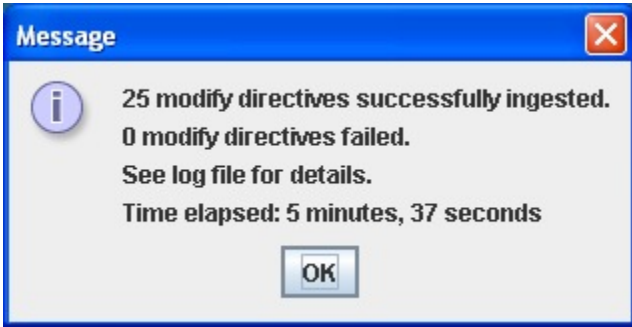 Message
25 modify directives successfully ingested.
0 modify directives failed.
See log file for details.
Time elapsed: 5 minutes, 37 seconds
OK